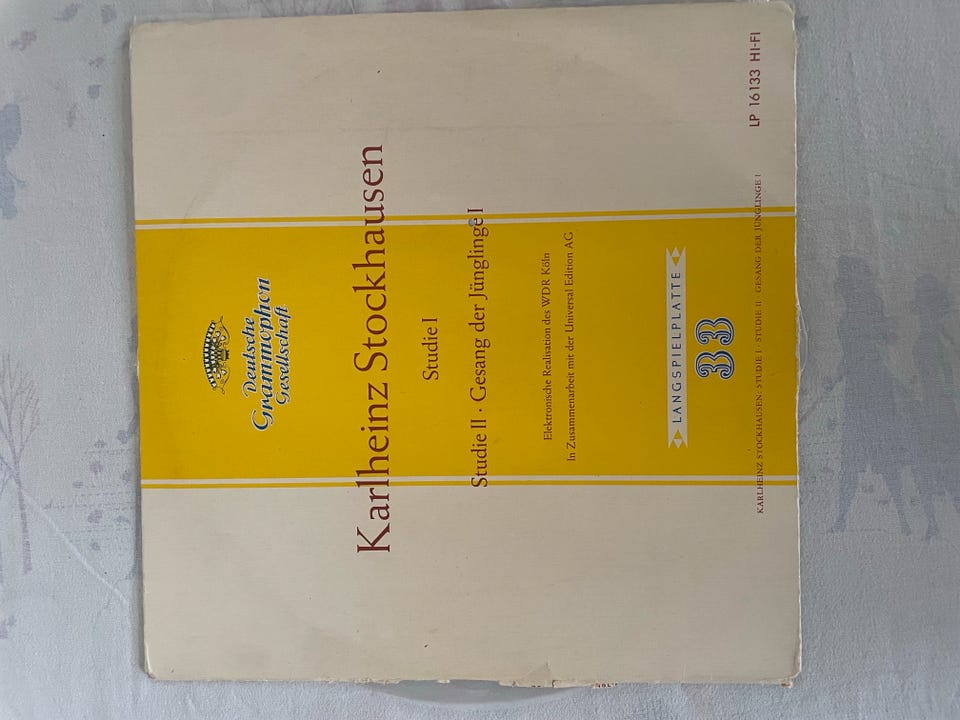 Deutsche
Grammophon
Gesellschaft
Karlheinz Stockhausen
Studie I
Studie II · Gesang der Jünglinge I
Elektronische Realisation des WDR Köln
In Zusammenarbeit mit der Universal Edition AG
LANGSPIELPLATTE
33
KARLHEINZ STOCKHAUSEN: STUDIE I · STUDIE II · GESANG DER JÜNGLINGE I
LP 16133 HI-FI